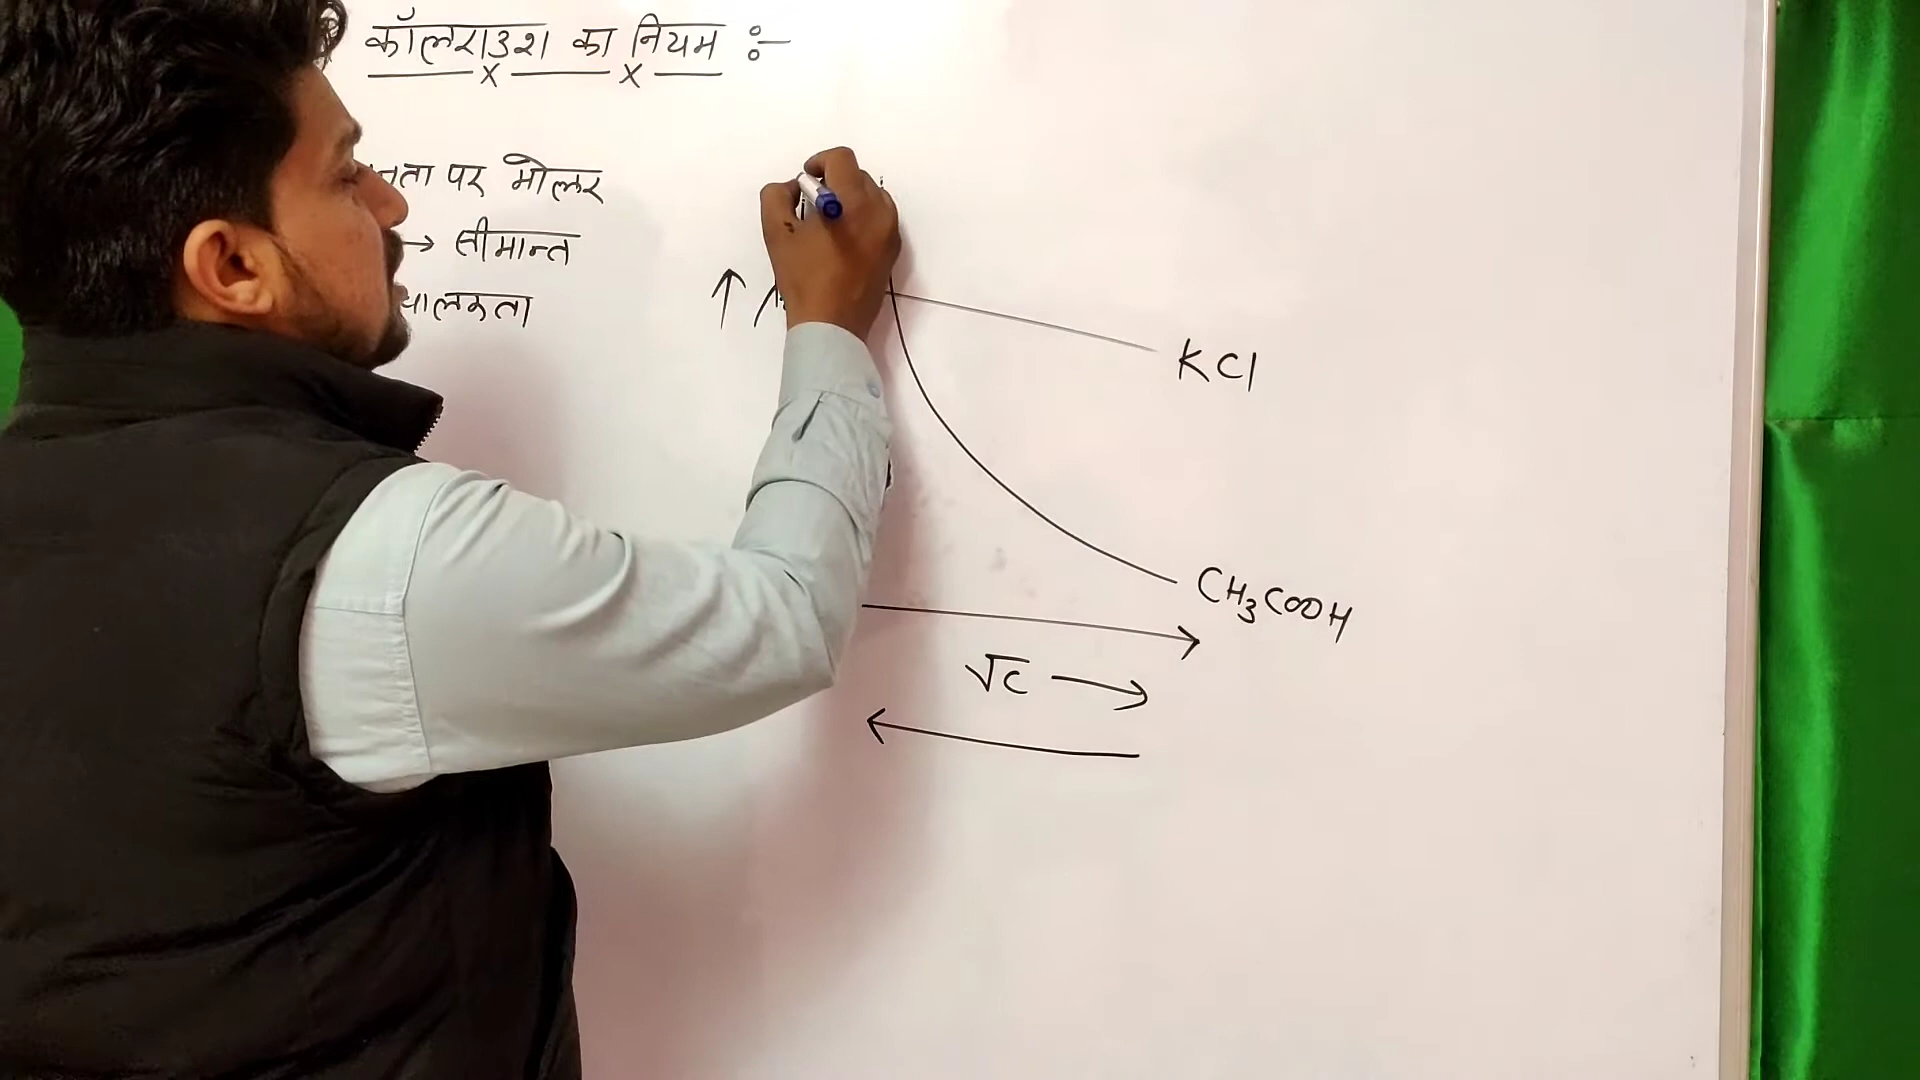 कॉलराउश का नियम :-
पर मोलर
→ सीमान्त
चालकता
↑
KCl
CH₃COOH
√C →